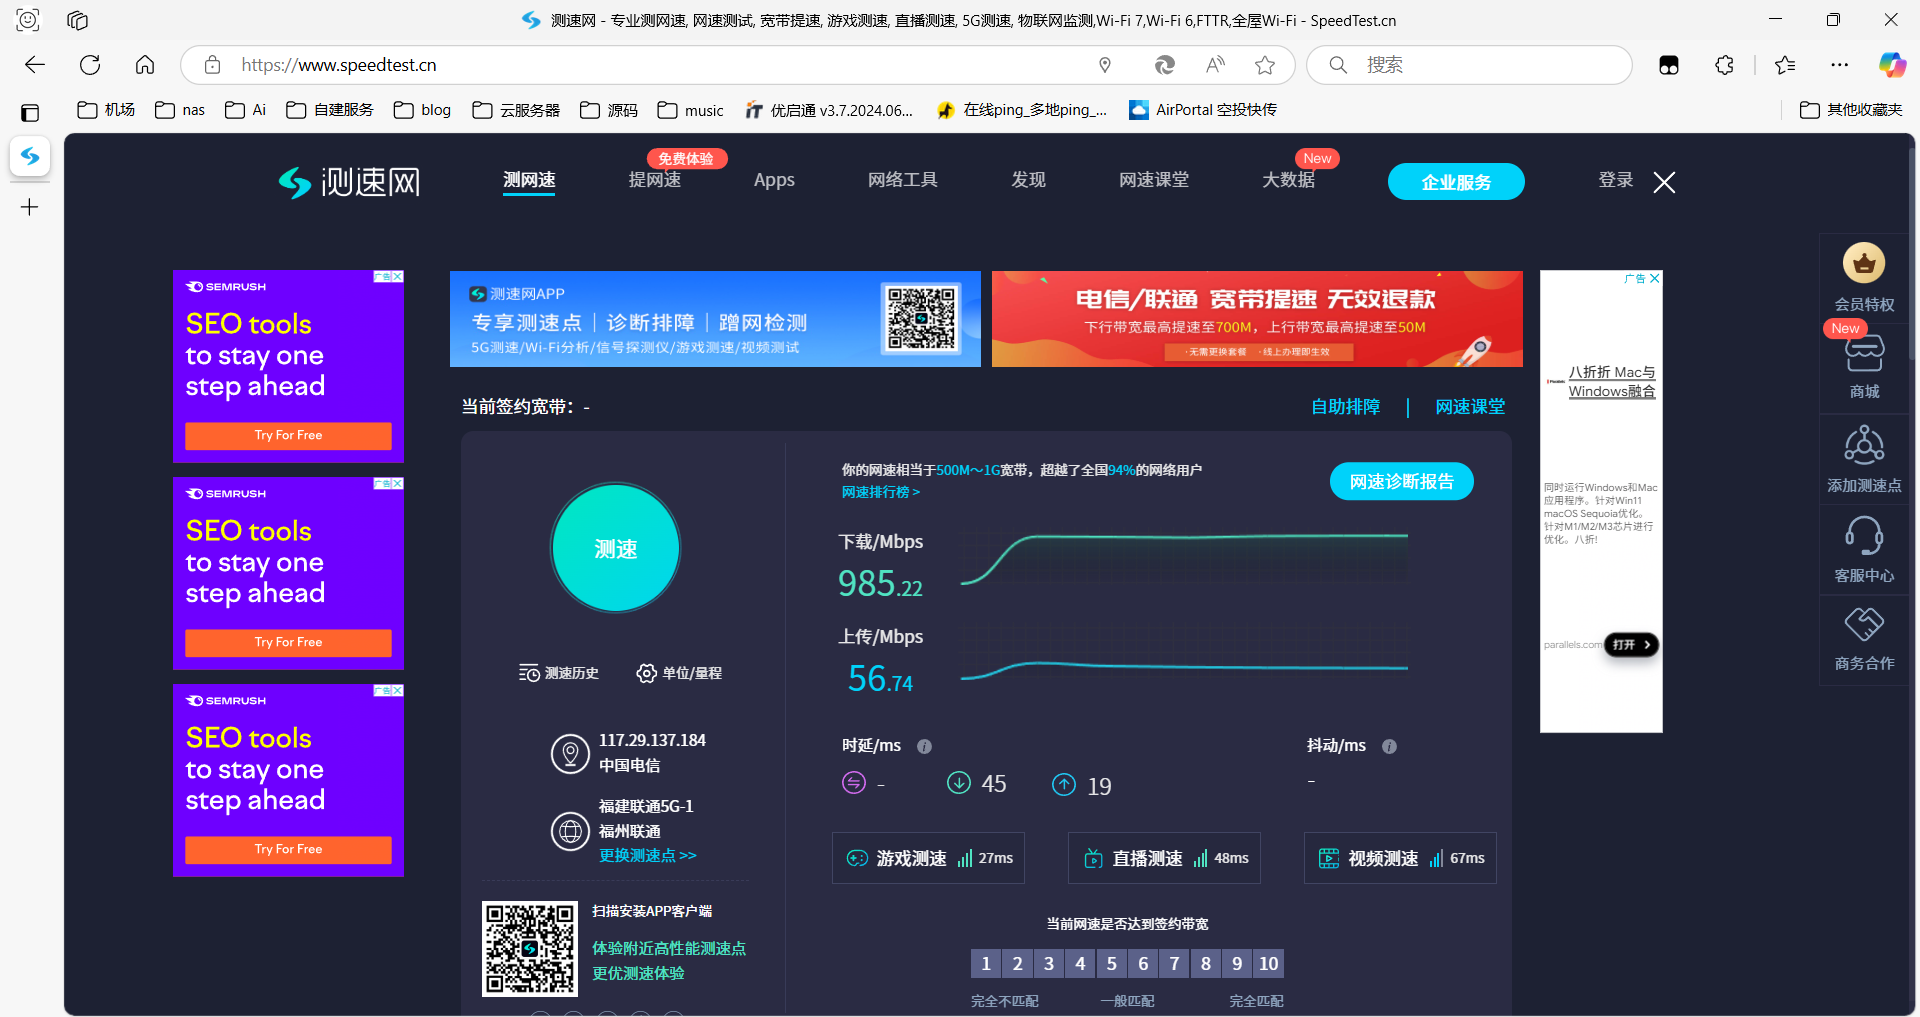 测速网 - 专业测网速, 网速测试, 宽带提速, 游戏测速, 直播测速, 5G测速, 物联网监测,Wi-Fi 7,Wi-Fi 6,FTTR,全屋Wi-Fi - SpeedTest.cn
https://www.speedtest.cn
搜索
机场
nas
Ai
自建服务
blog
云服务器
源码
music
优启通 v3.7.2024.06...
在线ping_多地ping_...
AirPortal 空投快传
其他收藏夹
测速网
测网速
免费体验
提网速
Apps
网络工具
发现
网速课堂
New
大数据
企业服务
登录
广告
SEMRUSH
SEO tools
to stay one
step ahead
Try For Free
广告
SEMRUSH
SEO tools
to stay one
step ahead
Try For Free
广告
SEMRUSH
SEO tools
to stay one
step ahead
Try For Free
测速网APP
专享测速点｜诊断排障｜蹭网检测
5G测速/Wi-Fi分析/信号探测仪/游戏测速/视频测试
电信/联通 宽带提速 无效退款
下行带宽最高提速至700M，上行带宽最高提速至50M
·无需更换套餐 ·线上办理即生效
当前签约宽带：-
自助排障
网速课堂
测速
测速历史
单位/量程
117.29.137.184
中国电信
福建联通5G-1
福州联通
更换测速点 >>
扫描安装APP客户端
体验附近高性能测速点
更优测速体验
你的网速相当于500M～1G宽带，超越了全国94%的网络用户
网速排行榜 >
网速诊断报告
下载/Mbps
985.22
上传/Mbps
56.74
时延/ms
-
45
19
抖动/ms
-
游戏测速 27ms
直播测速 48ms
视频测速 67ms
当前网速是否达到签约带宽
1 2 3 4 5 6 7 8 9 10
完全不匹配
一般匹配
完全匹配
广告
Parallels
八折折 Mac与
Windows融合
同时运行Windows和Mac
应用程序。针对Win11
macOS Sequoia优化。
针对M1/M2/M3芯片进行
优化。八折!
parallels.com
打开
会员特权
New
商城
添加测速点
客服中心
商务合作